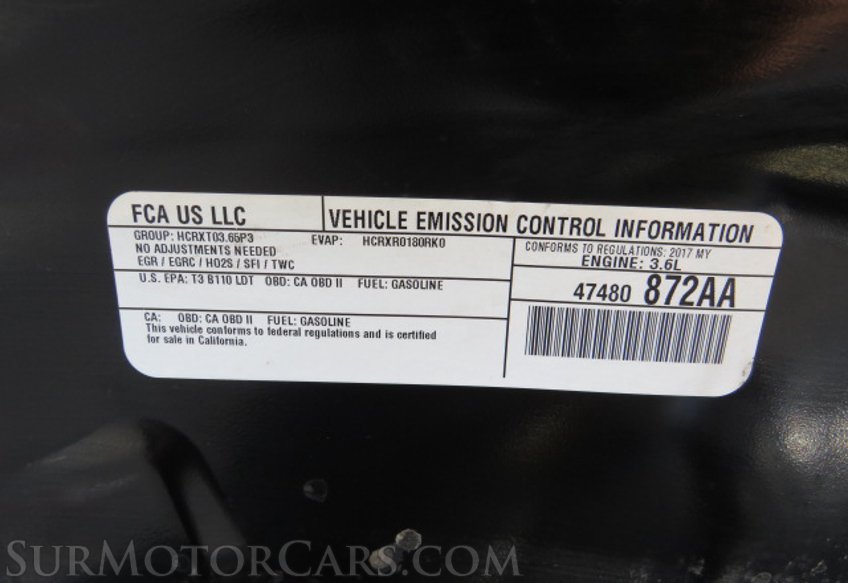 FCA US LLC
VEHICLE EMISSION CONTROL INFORMATION
GROUP: HCRXT03.65P3 EVAP: HCRXR0180RK0
NO ADJUSTMENTS NEEDED
EGR / EGRC / HO2S / SFI / TWC
CONFORMS TO REGULATIONS: 2017 MY
ENGINE: 3.6L
U.S. EPA: T3 B110 LDT OBD: CA OBD II FUEL: GASOLINE
47480 872AA
CA: OBD: CA OBD II FUEL: GASOLINE
This vehicle conforms to federal regulations and is certified
for sale in California.
SURMOTORCARS.COM